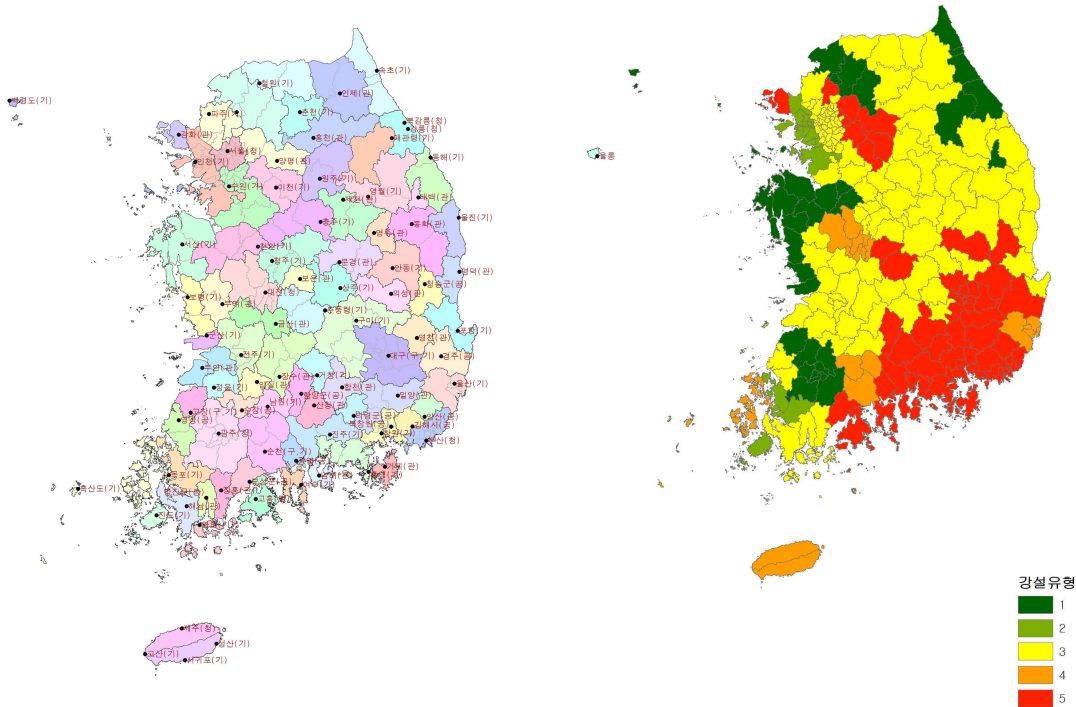 속초(기)
철원(기)
인제(관)
백령도(기)
파주(기)
춘천(기)
북강릉(청)
강릉(청)
강화(관)
홍천(관)
대관령(기)
서울(청)
인천(기)
양평(관)
동해(기)
울릉
수원(기)
이천(기)
원주(기)
영월(기)
제천(관)
태백(관)
충주(기)
울진(기)
봉화(관)
영주(관)
서산(기)
천안(기)
청주(기)
문경(관)
안동(기)
영덕(관)
보은(관)
청송군(공)
상주(기)
의성(관)
대전(청)
보령(기)
부여(관)
추풍령(기)
금산(관)
구미(기)
군산(기)
포항(기)
영천(관)
전주(기)
대구(구,기)
경주(공)
부안(관)
장수(관)
거창(기)
정읍(기)
임실(관)
합천(관)
울산(기)
함양군(공)
밀양(관)
남원(기)
산청(관)
고창(구,기)
순창(공)
영광(공)
의령군(공)
양산(공)
북창원(공)
김해시(공)
광주(청)
진주(기)
창원(기)
부산(청)
순천(구,기)
거제(관)
목포(기)
남해(관)
흑산도(기)
장흥(관)
해남(관)
진도(기)
제주(청)
성산(기)
고산(기)
서귀포(기)
강설유형
1
2
3
4
5